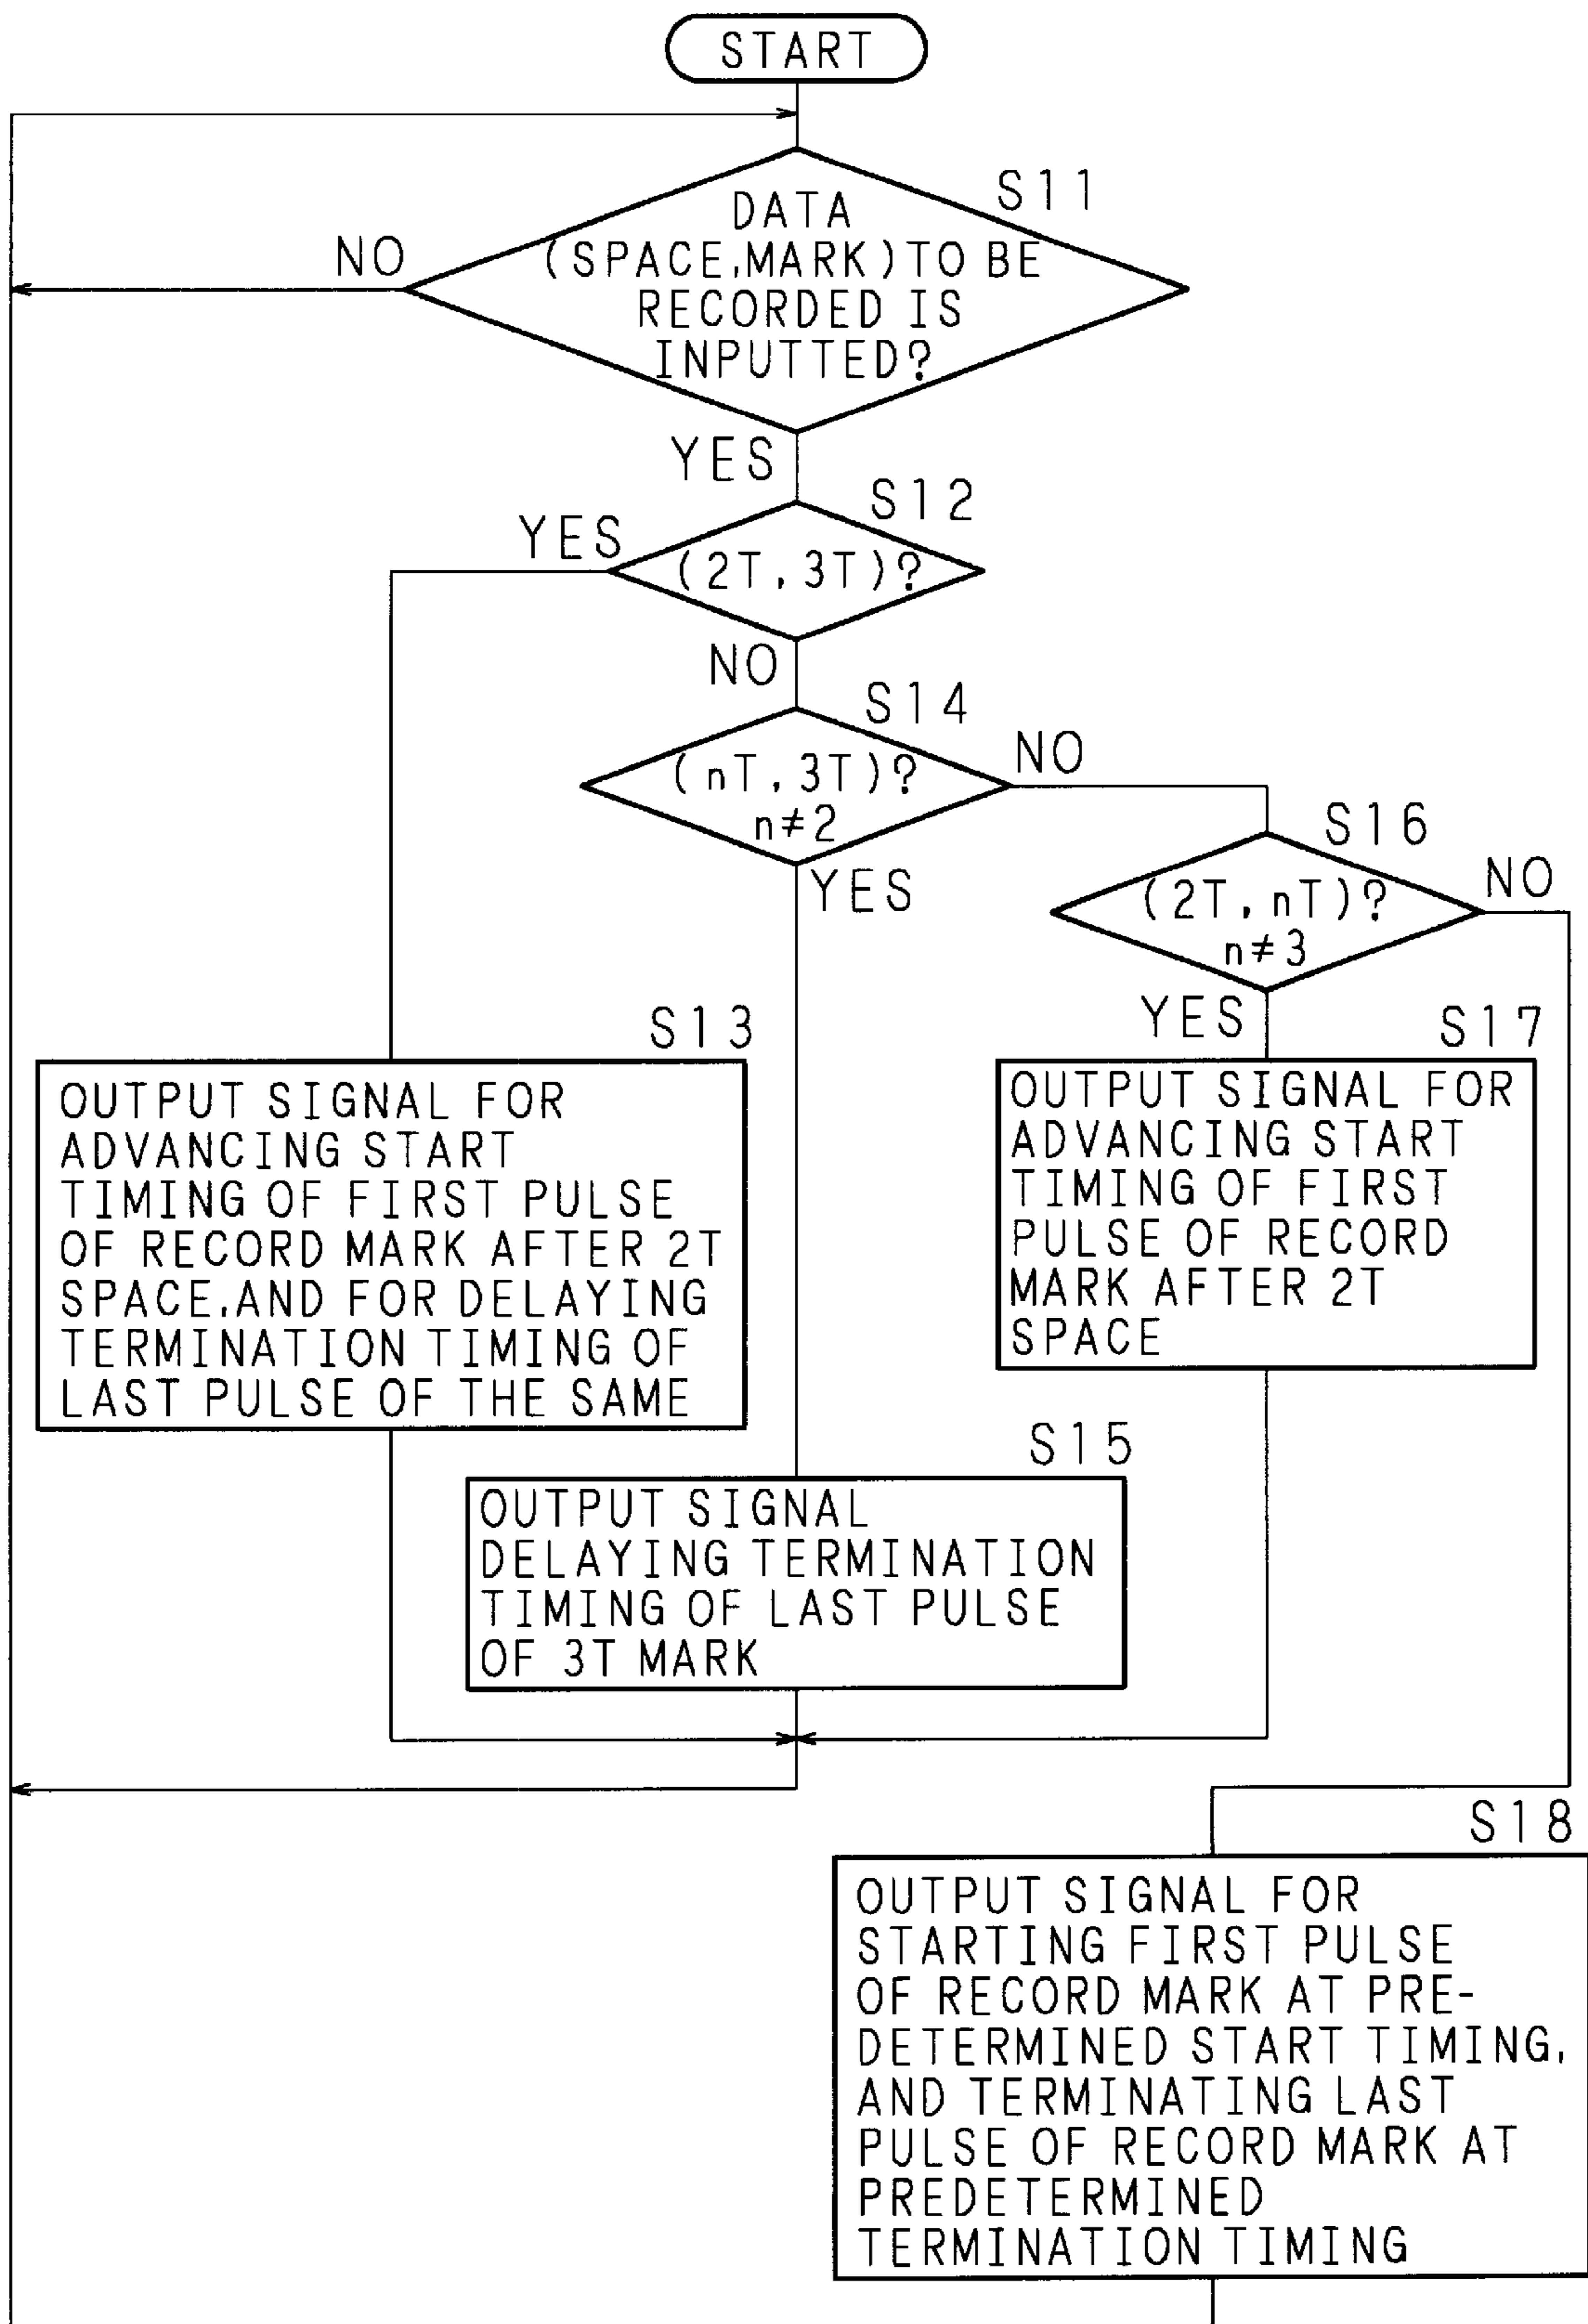 START
S11
DATA
(SPACE,MARK)TO BE
RECORDED IS
INPUTTED?
NO
YES
S12
(2T,3T)?
YES
NO
S14
(nT,3T)?
n≠2
NO
YES
S16
(2T,nT)?
n≠3
NO
YES
S13
OUTPUT SIGNAL FOR
ADVANCING START
TIMING OF FIRST PULSE
OF RECORD MARK AFTER 2T
SPACE,AND FOR DELAYING
TERMINATION TIMING OF
LAST PULSE OF THE SAME
S17
OUTPUT SIGNAL FOR
ADVANCING START
TIMING OF FIRST
PULSE OF RECORD
MARK AFTER 2T
SPACE
S15
OUTPUT SIGNAL
DELAYING TERMINATION
TIMING OF LAST PULSE
OF 3T MARK
S18
OUTPUT SIGNAL FOR
STARTING FIRST PULSE
OF RECORD MARK AT PRE-
DETERMINED START TIMING,
AND TERMINATING LAST
PULSE OF RECORD MARK AT
PREDETERMINED
TERMINATION TIMING